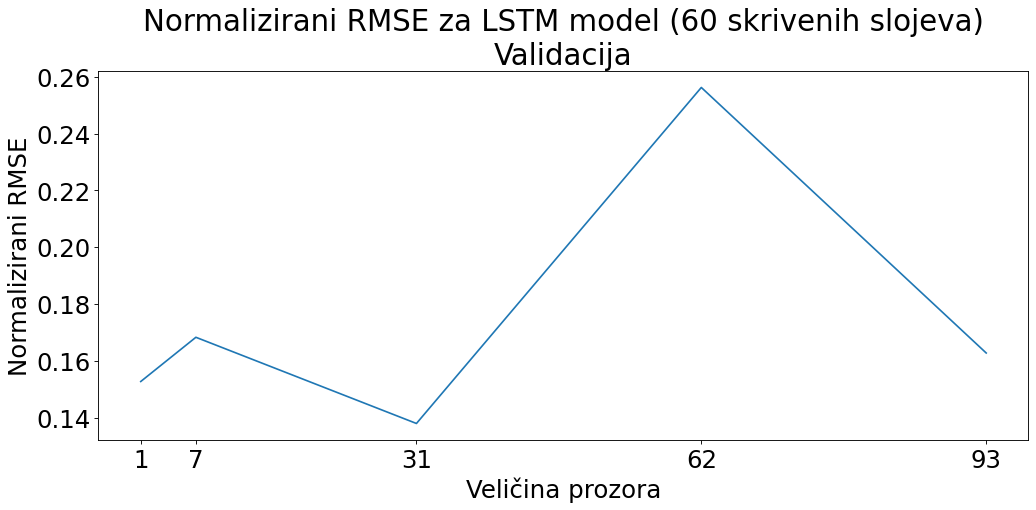 Normalizirani RMSE za LSTM model (60 skrivenih slojeva)
Validacija
Normalizirani RMSE
0.26
0.24
0.22
0.20
0.18
0.16
0.14
1 7 31 62 93
Veličina prozora